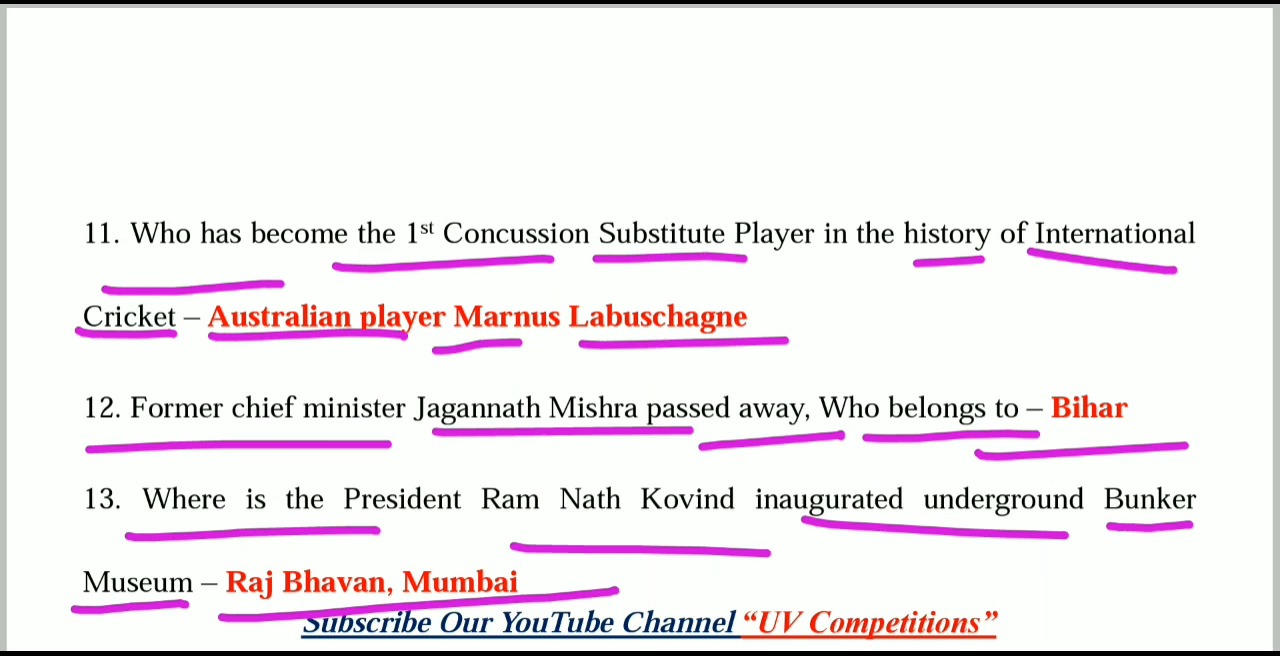 11. Who has become the 1st Concussion Substitute Player in the history of International
Cricket – Australian player Marnus Labuschagne
12. Former chief minister Jagannath Mishra passed away, Who belongs to – Bihar
13. Where is the President Ram Nath Kovind inaugurated underground Bunker
Museum – Raj Bhavan, Mumbai
Subscribe Our YouTube Channel “UV Competitions”